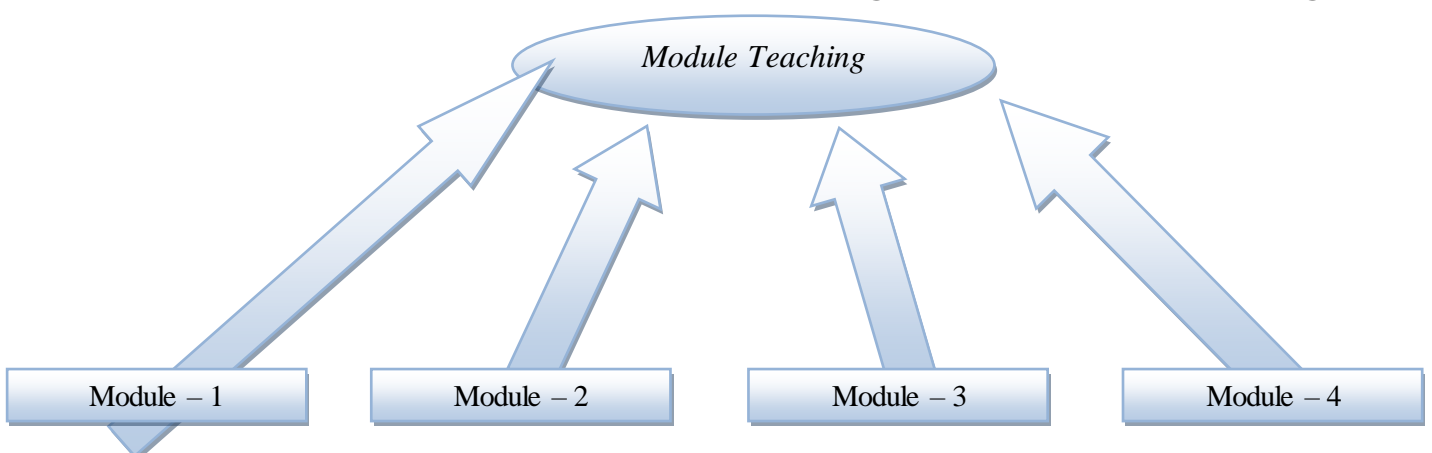 Module Teaching
Module – 1
Module – 2
Module – 3
Module – 4